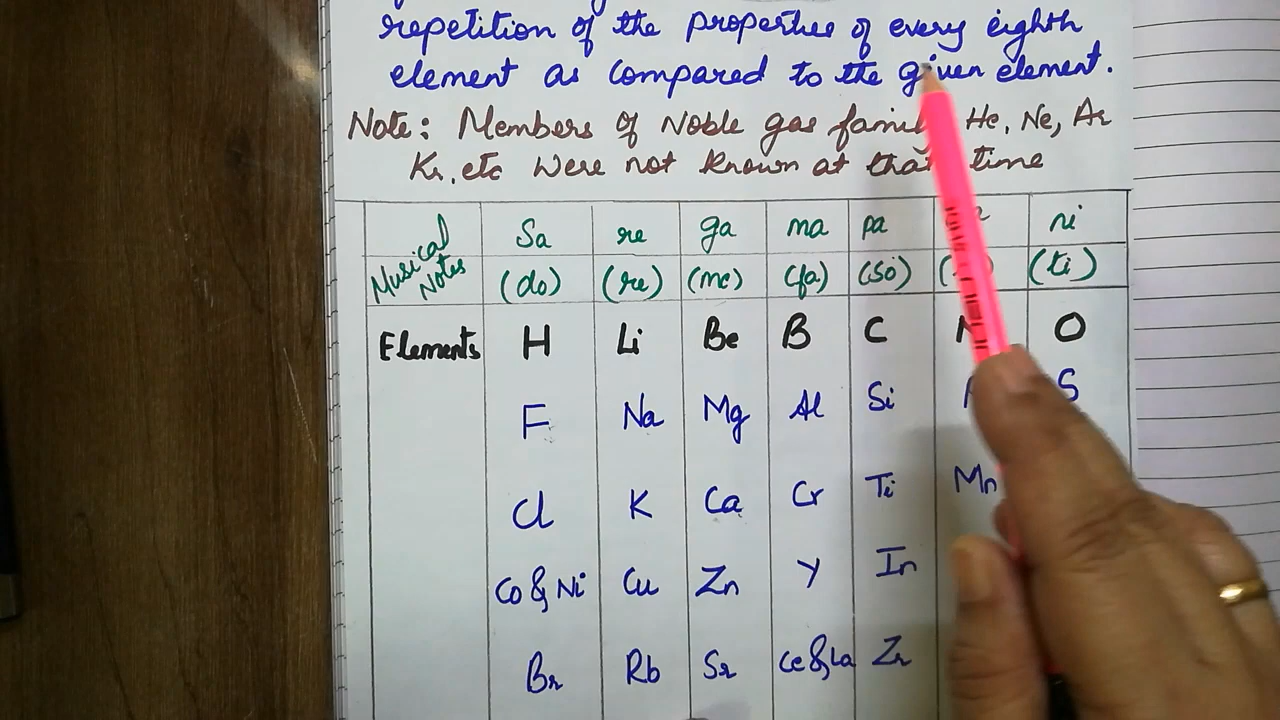 repetition of the properties of every eighth
element as compared to the given element.
Note: Members of Noble gas family He, Ne, Ar
Kr, etc were not known at that time
Musical Notes Sa re ga ma pa ni
(do) (re) (me) (fa) (so) (ti)
Elements H Li Be B C N O
F Na Mg Al Si S
Cl K Ca Cr Ti Mn
Co & Ni Cu Zn Y In
Br Rb Sr Ce & La Zr